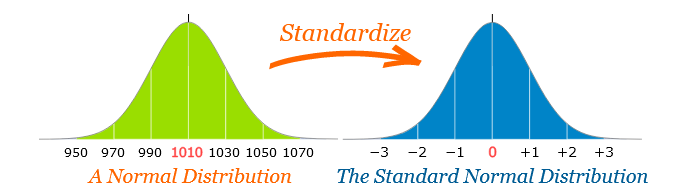 Standardize
950 970 990 1010 1030 1050 1070
−3 −2 −1 0 +1 +2 +3
A Normal Distribution
The Standard Normal Distribution